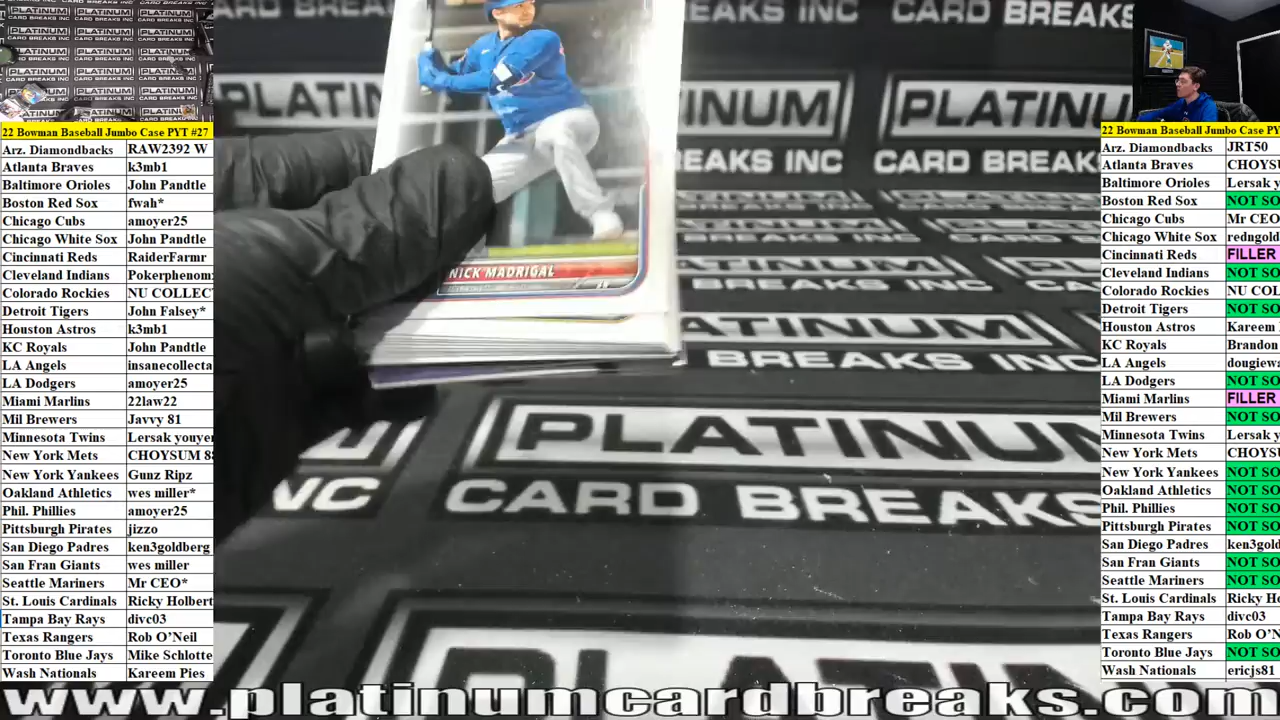 22 Bowman Baseball Jumbo Case PYT #27
Arz. Diamondbacks RAW2392 W
Atlanta Braves k3mb1
Baltimore Orioles John Pandtle
Boston Red Sox fwah*
Chicago Cubs amoyer25
Chicago White Sox John Pandtle
Cincinnati Reds RaiderFarmr
Cleveland Indians Pokerphenom
Colorado Rockies NU COLLEC
Detroit Tigers John Falsey*
Houston Astros k3mb1
KC Royals John Pandtle
LA Angels insanecollecta
LA Dodgers amoyer25
Miami Marlins 22law22
Mil Brewers Javvy 81
Minnesota Twins Lersak youye
New York Mets CHOYSUM 8
New York Yankees Gunz Ripz
Oakland Athletics wes miller*
Phil. Phillies amoyer25
Pittsburgh Pirates jizzo
San Diego Padres ken3goldberg
San Fran Giants wes miller
Seattle Mariners Mr CEO*
St. Louis Cardinals Ricky Holbert
Tampa Bay Rays divc03
Texas Rangers Rob O'Neil
Toronto Blue Jays Mike Schlotte
Wash Nationals Kareem Pies
NICK MADRIGAL
PLATINUM
CARD BREAKS INC
PLATINUM
CARD BREAKS
22 Bowman Baseball Jumbo Case PY
Arz. Diamondbacks JRT50
Atlanta Braves CHOYSU
Baltimore Orioles Lersak y
Boston Red Sox NOT SO
Chicago Cubs Mr CEO
Chicago White Sox redngold
Cincinnati Reds FILLER
Cleveland Indians NOT SO
Colorado Rockies NU COL
Detroit Tigers NOT SO
Houston Astros Kareem
KC Royals Brandon
LA Angels dougiewa
LA Dodgers NOT SO
Miami Marlins FILLER
Mil Brewers NOT SO
Minnesota Twins Lersak y
New York Mets CHOYSU
New York Yankees NOT SO
Oakland Athletics NOT SO
Phil. Phillies NOT SO
Pittsburgh Pirates NOT SO
San Diego Padres ken3gold
San Fran Giants NOT SO
Seattle Mariners NOT SO
St. Louis Cardinals Ricky Ho
Tampa Bay Rays divc03
Texas Rangers Rob O'N
Toronto Blue Jays NOT SO
Wash Nationals ericjs81
www.platinumcardbreaks.com